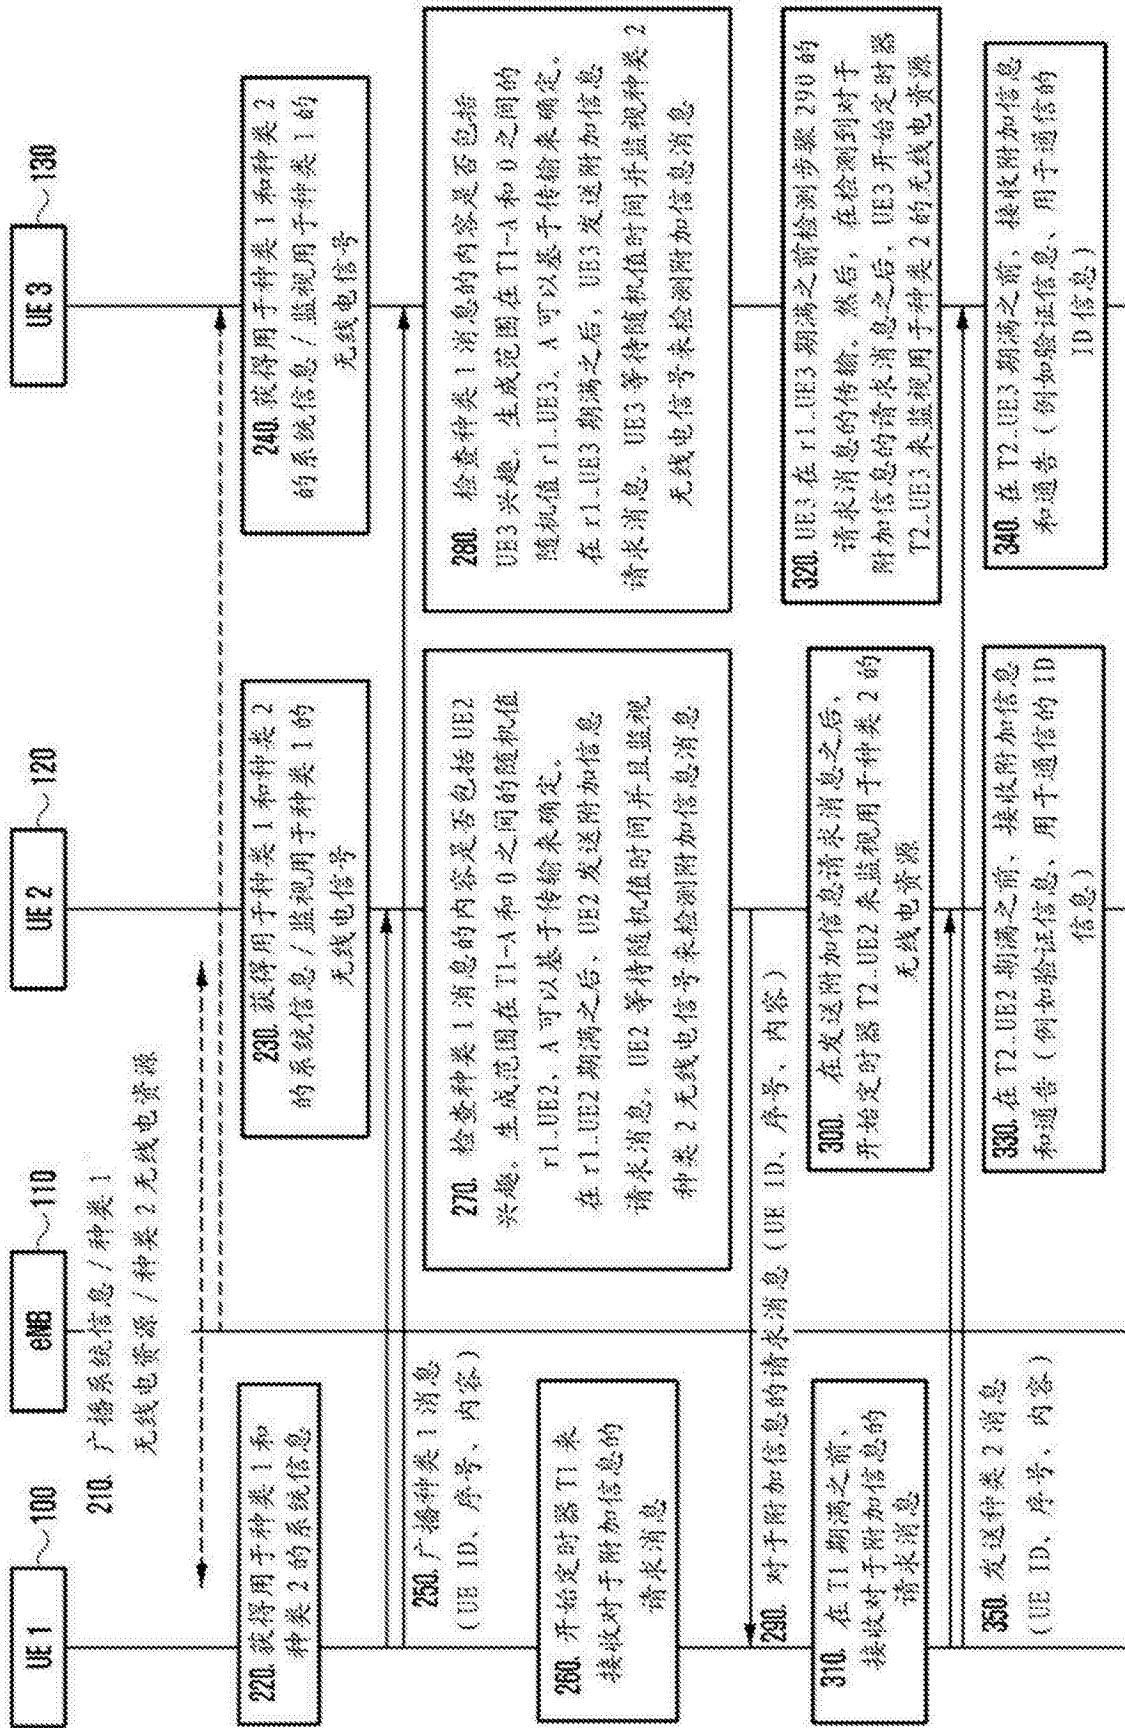 UE 1
100
eNB
110
UE 2
120
UE 3
130
210. 广播系统信息/种类 1
无线电资源/种类 2 无线电资源
220. 获得用于种类 1 和
种类 2 的系统信息
230. 获得用于种类 1 和种类 2
的系统信息/监视用于种类 1 的
无线电信号
240. 获得用于种类 1 和种类 2
的系统信息/监视用于种类 1 的
无线电信号
250. 广播种类 1 消息
(UE ID、序号、内容)
260. 开始定时器 T1 来
接收对于附加信息的
请求消息
270. 检查种类 1 消息的内容是否包括 UE2
兴趣。生成范围在 T1-A 和 0 之间的随机值
r1_UE2。A 可以基于传输来确定。
在 r1_UE2 期满之后，UE2 发送附加信息
请求消息。UE2 等待随机值时间并且监视
种类 2 无线电信号来检测附加信息消息
280. 检查种类 1 消息的内容是否包括
UE3 兴趣。生成范围在 T1-A 和 0 之间的
随机值 r1_UE3。A 可以基于传输来确定。
在 r1_UE3 期满之后，UE3 发送附加信息
请求消息。UE3 等待随机值时间并监视种类 2
无线电信号来检测附加信息消息
290. 对于附加信息的请求消息(UE ID、序号、内容)
300. 在发送附加信息请求消息之后，
开始定时器 T2_UE2 来监视用于种类 2 的
无线电资源
310. 在 T1 期满之前，
接收对于附加信息的
请求消息
320. UE3 在 r1_UE3 期满之前检测步骤 290 的
请求消息的传输。然后，在检测到对于
附加信息的请求消息之后，UE3 开始定时器
T2_UE3 来监视用于种类 2 的无线电资源
330. 在 T2_UE2 期满之前，接收附加信息
和通告(例如验证信息、用于通信的 ID
信息)
340. 在 T2_UE3 期满之前，接收附加信息
和通告(例如验证信息、用于通信的
ID 信息)
350. 发送种类 2 消息
(UE ID、序号、内容)